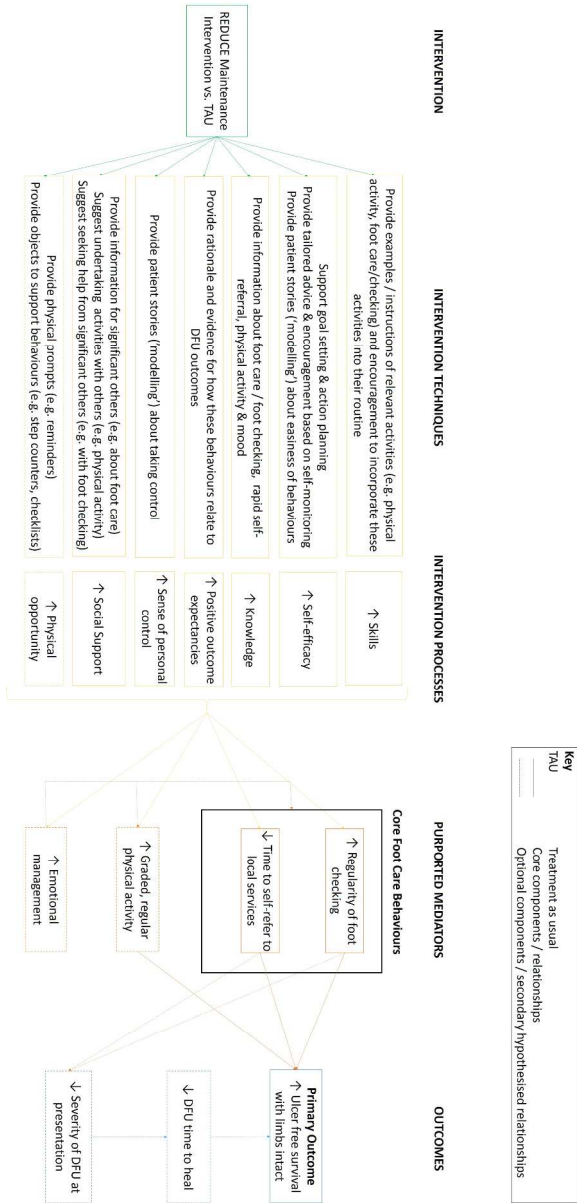 Key
TAU Treatment as usual
Core components / relationships
Optional components / secondary hypothesised relationships
INTERVENTION
INTERVENTION TECHNIQUES
INTERVENTION PROCESSES
PURPORTED MEDIATORS
OUTCOMES
REDUCE Maintenance
Intervention vs. TAU
Provide examples / instructions of relevant activities (e.g. physical
activity, foot care/checking) and encouragement to incorporate these
activities into their routine
Support goal setting & action planning
Provide tailored advice & encouragement based on self-monitoring
Provide patient stories ('modelling') about easiness of behaviours
Provide information about foot care / foot checking, rapid self-
referral, physical activity & mood
Provide rationale and evidence for how these behaviours relate to
DFU outcomes
Provide patient stories ('modelling') about taking control
Provide information for significant others (e.g. about foot care)
Suggest undertaking activities with others (e.g. physical activity)
Suggest seeking help from significant others (e.g. with foot checking)
Provide physical prompts (e.g. reminders)
Provide objects to support behaviours (e.g. step counters, checklists)
↑ Skills
↑ Self-efficacy
↑ Knowledge
↑ Positive outcome
expectancies
↑ Sense of personal
control
↑ Social Support
↑ Physical
opportunity
Core Foot Care Behaviours
↑ Regularity of foot
checking
↓ Time to self-refer to
local services
↑ Graded, regular
physical activity
↑ Emotional
management
Primary Outcome
↑ Ulcer free survival
with limbs intact
↓ DFU time to heal
↓ Severity of DFU at
presentation